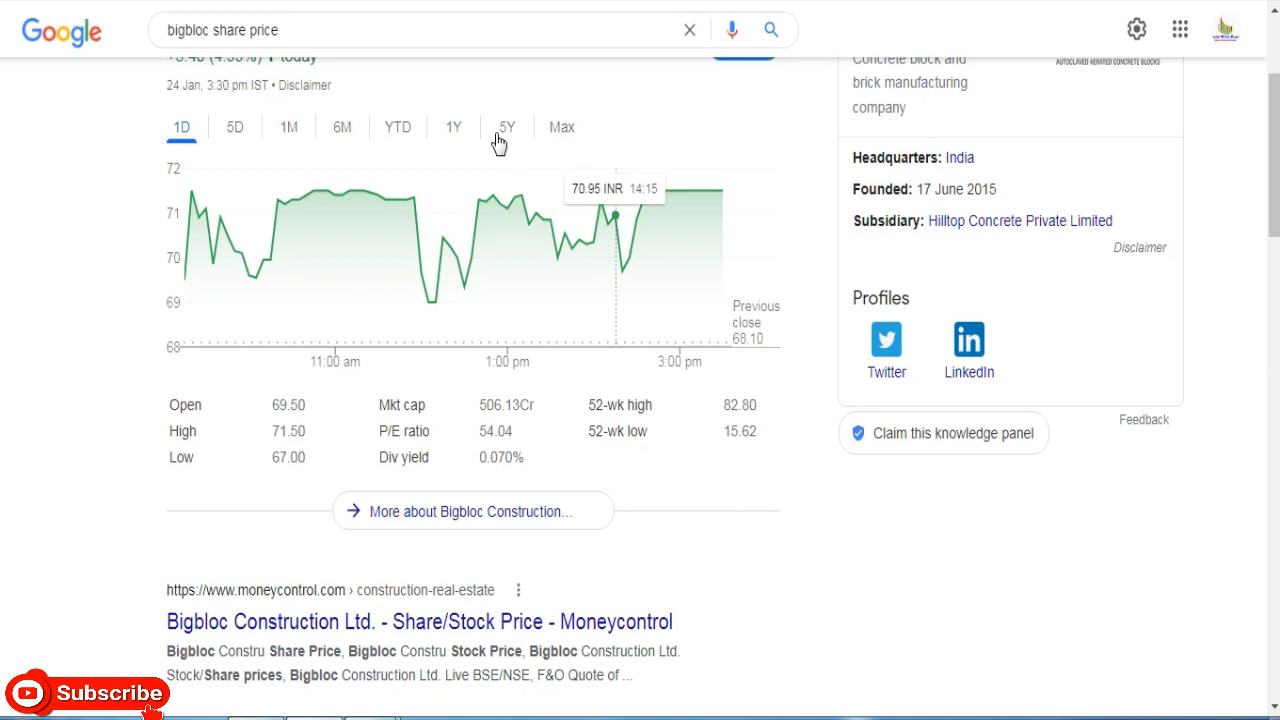 Google
bigbloc share price
24 Jan, 3:30 pm IST • Disclaimer
1D
5D
1M
6M
YTD
1Y
5Y
Max
72
71
70
69
68
70.95 INR 14:15
Previous
close
68.10
11:00 am
1:00 pm
3:00 pm
Open 69.50
Mkt cap 506.13Cr
52-wk high 82.80
High 71.50
P/E ratio 54.04
52-wk low 15.62
Low 67.00
Div yield 0.070%
More about Bigbloc Construction...
https://www.moneycontrol.com › construction-real-estate
Bigbloc Construction Ltd. - Share/Stock Price - Moneycontrol
Bigbloc Constru Share Price, Bigbloc Constru Stock Price, Bigbloc Construction Ltd.
Stock/Share prices, Bigbloc Construction Ltd. Live BSE/NSE, F&O Quote of ...
Concrete block and
brick manufacturing
company
AUTOCLAVED AERATED CONCRETE BLOCKS
Headquarters: India
Founded: 17 June 2015
Subsidiary: Hilltop Concrete Private Limited
Disclaimer
Profiles
Twitter
LinkedIn
Feedback
Claim this knowledge panel
Subscribe